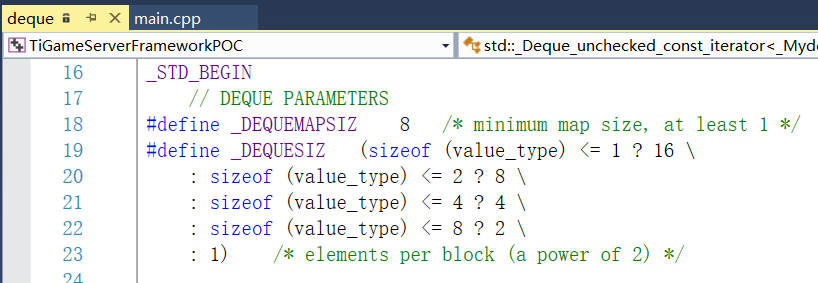 deque main.cpp
TiGameServerFrameworkPOC std::_Deque_unchecked_const_iterator<_Myde
16 _STD_BEGIN
17 // DEQUE PARAMETERS
18 #define _DEQUEMAPSIZ 8 /* minimum map size, at least 1 */
19 #define _DEQUESIZ (sizeof (value_type) <= 1 ? 16 \
20 : sizeof (value_type) <= 2 ? 8 \
21 : sizeof (value_type) <= 4 ? 4 \
22 : sizeof (value_type) <= 8 ? 2 \
23 : 1) /* elements per block (a power of 2) */
24